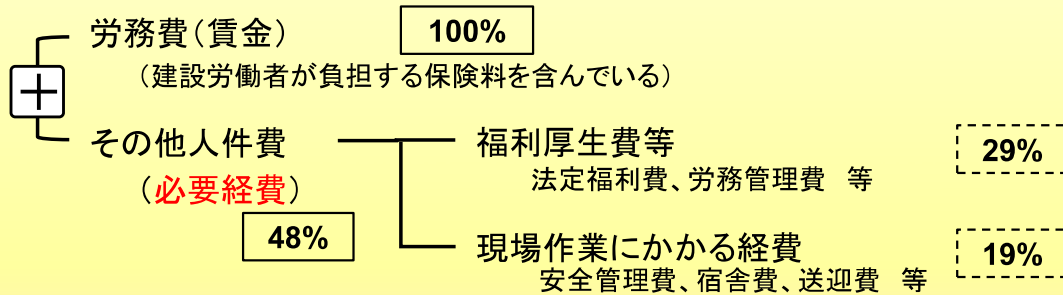 労務費（賃金） 100%
（建設労働者が負担する保険料を含んでいる）
その他人件費
（必要経費）
48%
福利厚生費等 29%
法定福利費、労務管理費　等
現場作業にかかる経費 19%
安全管理費、宿舎費、送迎費　等